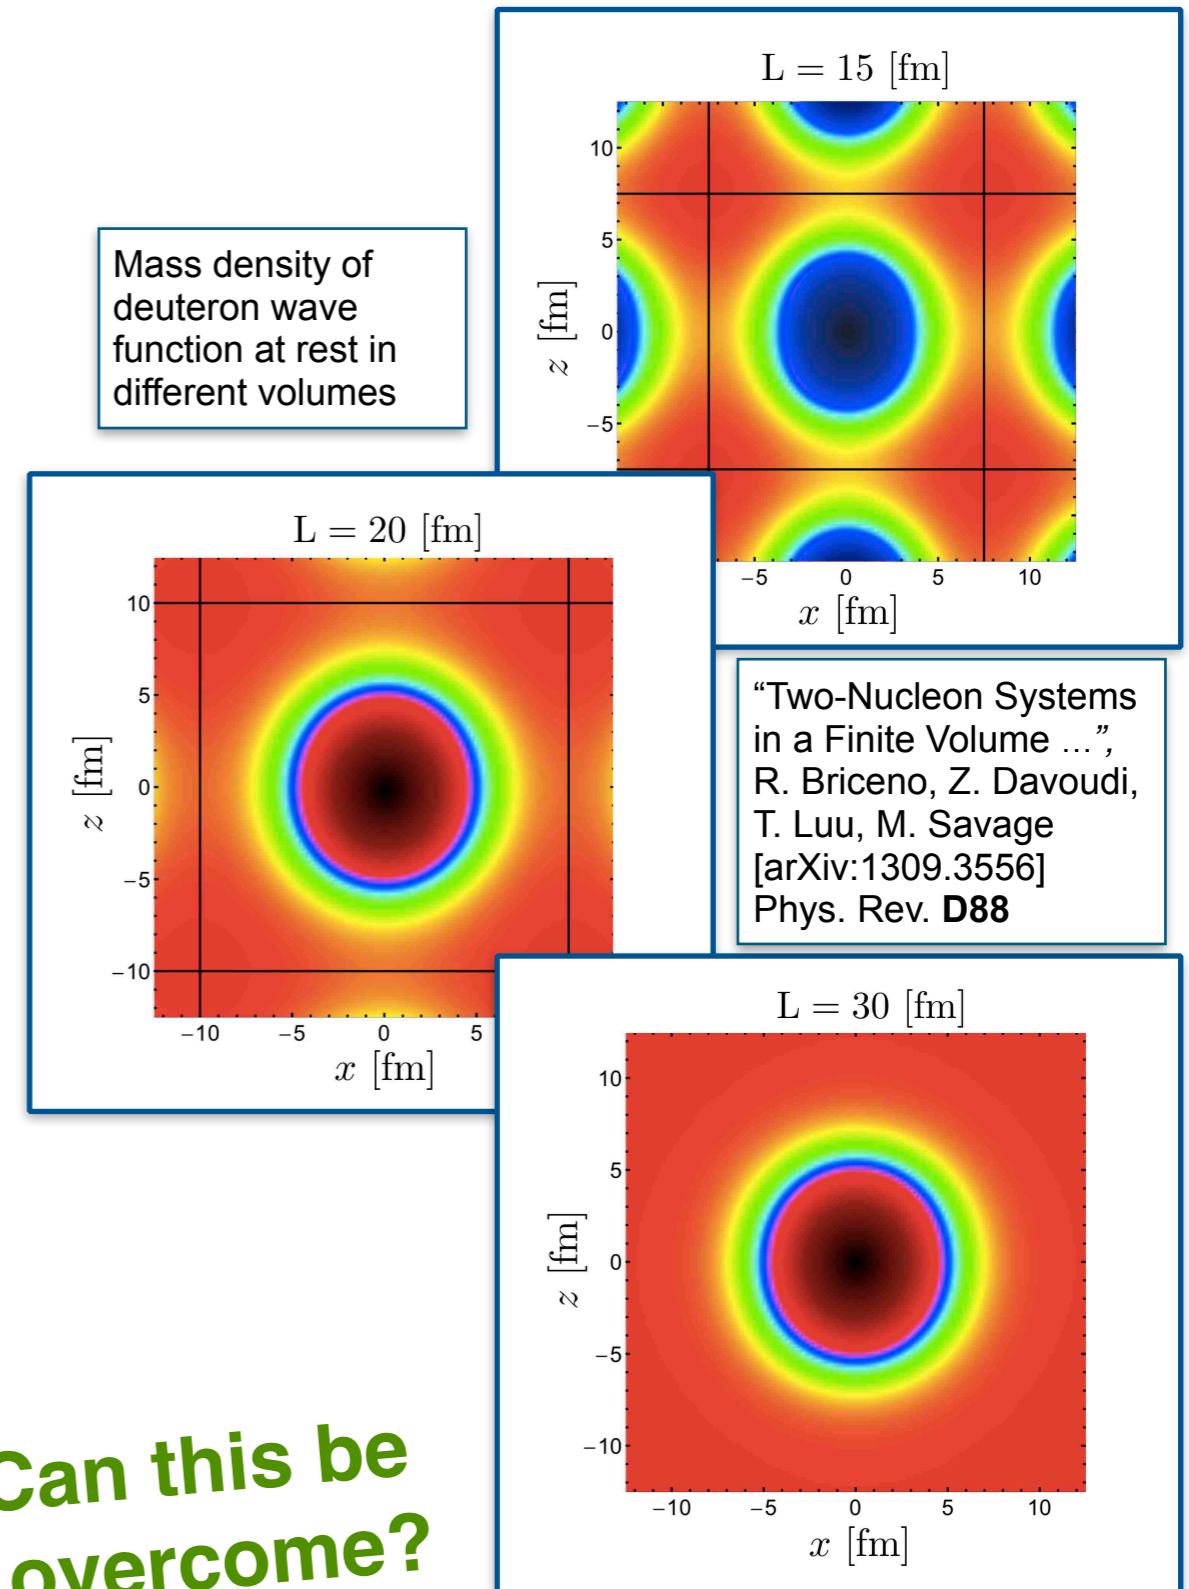 L = 15 [fm]
10
5
0
−5
z [fm]
−5 0 5 10
x [fm]
Mass density of
deuteron wave
function at rest in
different volumes
L = 20 [fm]
10
5
0
−5
−10
z [fm]
−10 −5 0 5
x [fm]
“Two-Nucleon Systems
in a Finite Volume ...”,
R. Briceno, Z. Davoudi,
T. Luu, M. Savage
[arXiv:1309.3556]
Phys. Rev. D88
L = 30 [fm]
10
5
0
−5
−10
z [fm]
−10 −5 0 5 10
x [fm]
Can this be
overcome?